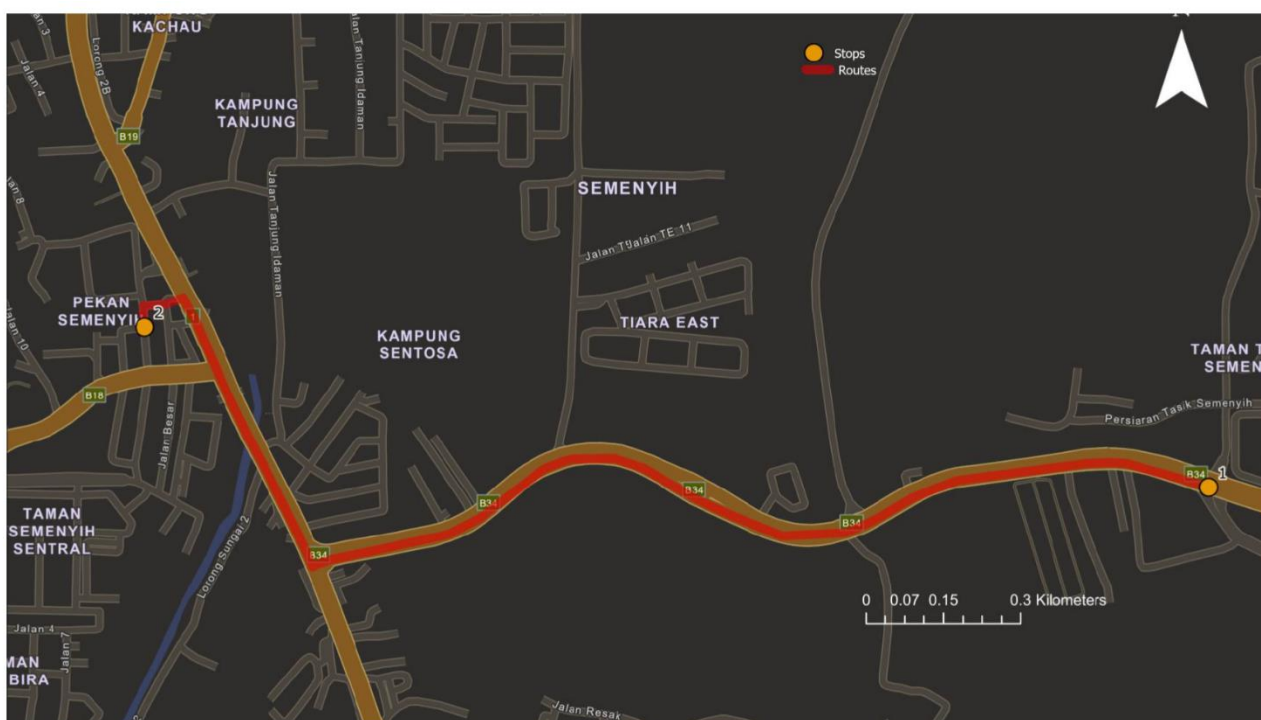 KACHAU
N
Stops
Routes
Jalan 3
Jalan 4
Lorong 2B
Jalan Tanjung Idaman
KAMPUNG
TANJUNG
B19
SEMENYIH
Jalan Tanjung Idaman
Jalan TE 11
PEKAN
SEMENYIH
2
1
KAMPUNG
SENTOSA
TIARA EAST
TAMAN T
SEMEN
Jalan 10
B18
Jalan Besar
Persiaran Tasik Semenyih
B34
1
B34
B34
B34
B34
TAMAN
SEMENYIH
SENTRAL
Lorong Sungai 2
0 0.07 0.15 0.3 Kilometers
Jalan 4
Jalan 7
MAN
BIRA
Jalan Resak